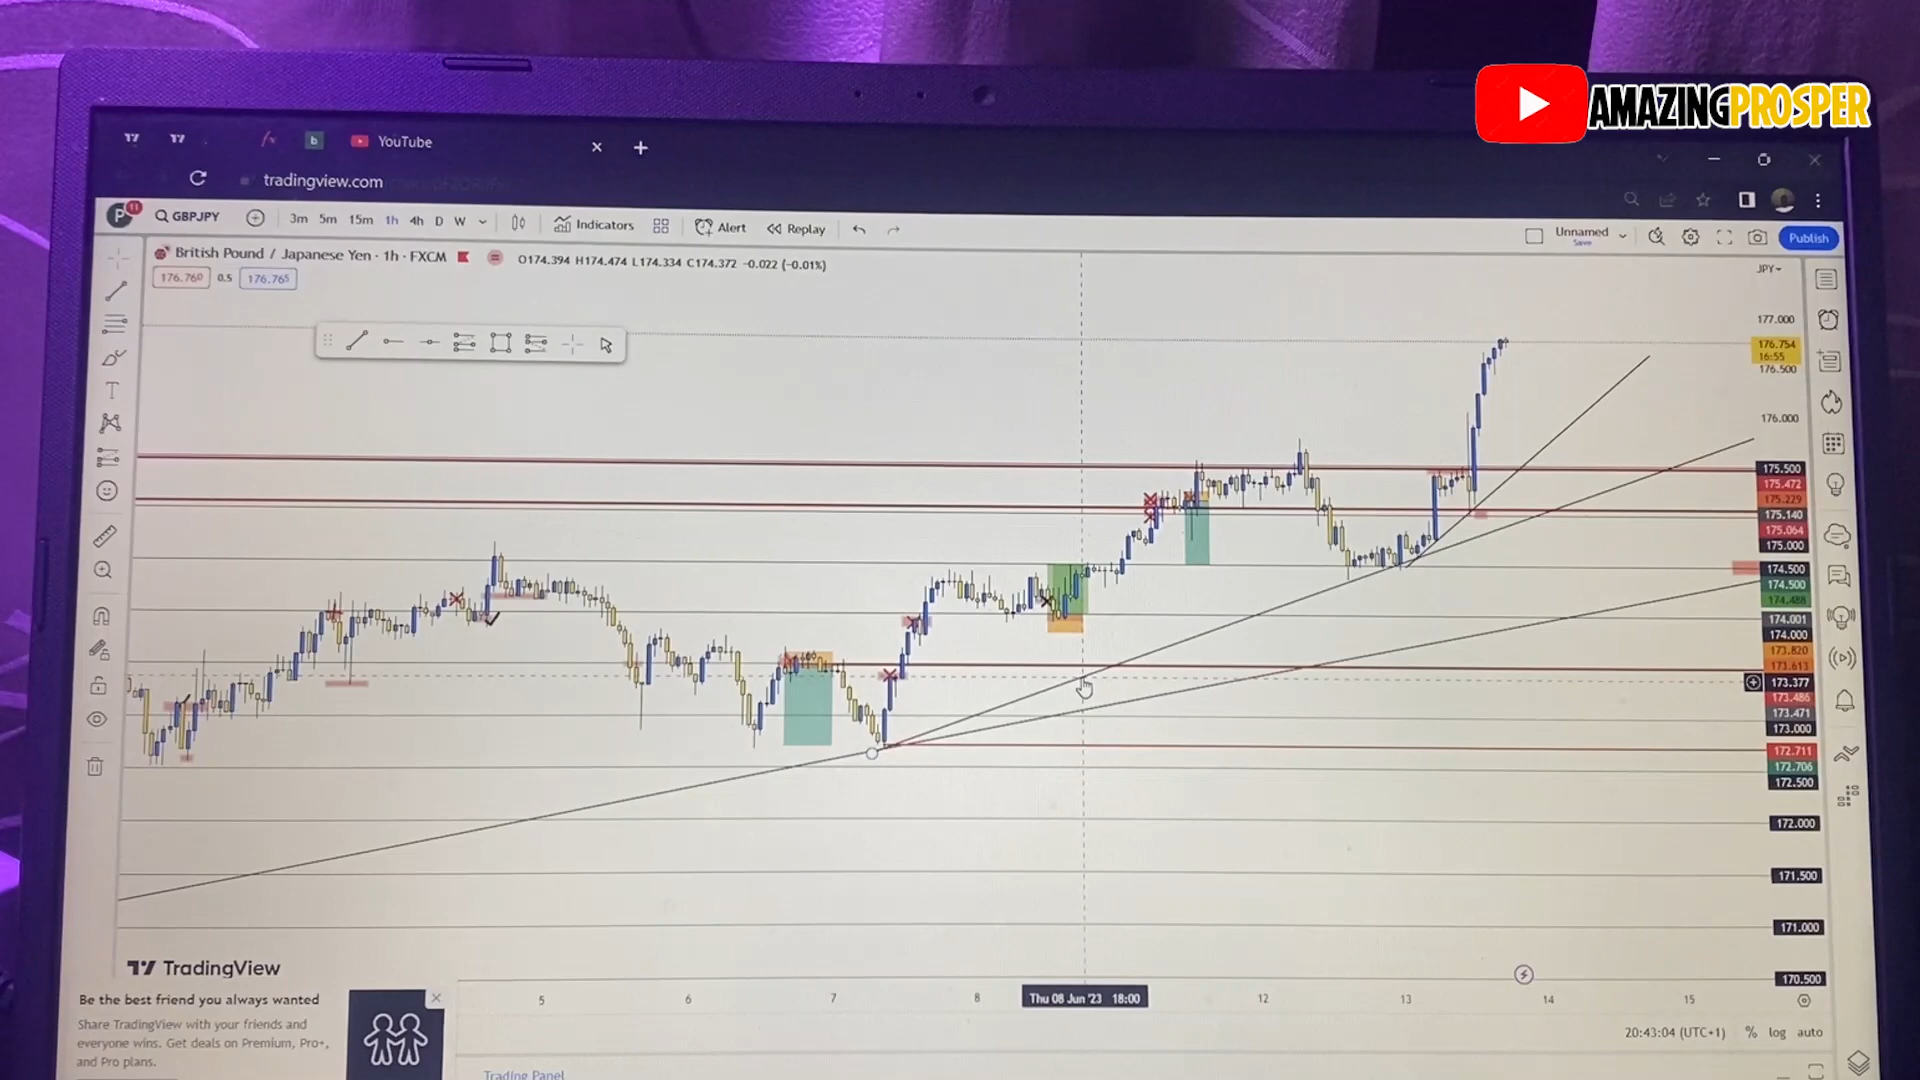 AMAZINGPROSPER
YouTube
tradingview.com
P 11 GBPJPY 3m 5m 15m 1h 4h D W Indicators Alert Replay Unnamed Save Publish
British Pound / Japanese Yen · 1h · FXCM O174.394 H174.474 L174.334 C174.372 −0.022 (−0.01%)
176.760 0.5 176.765
JPY
177.000
176.754
16:55
176.500
176.000
175.500
175.472
175.229
175.140
175.064
175.000
174.500
174.500
174.488
174.001
174.000
173.820
173.613
173.377
173.486
173.471
173.000
172.711
172.706
172.500
172.000
171.500
171.000
170.500
TradingView
5 6 7 8 Thu 08 Jun '23 18:00 12 13 14 15
Be the best friend you always wanted
Share TradingView with your friends and
everyone wins. Get deals on Premium, Pro+,
and Pro plans.
20:43:04 (UTC+1) % log auto
Trading Panel